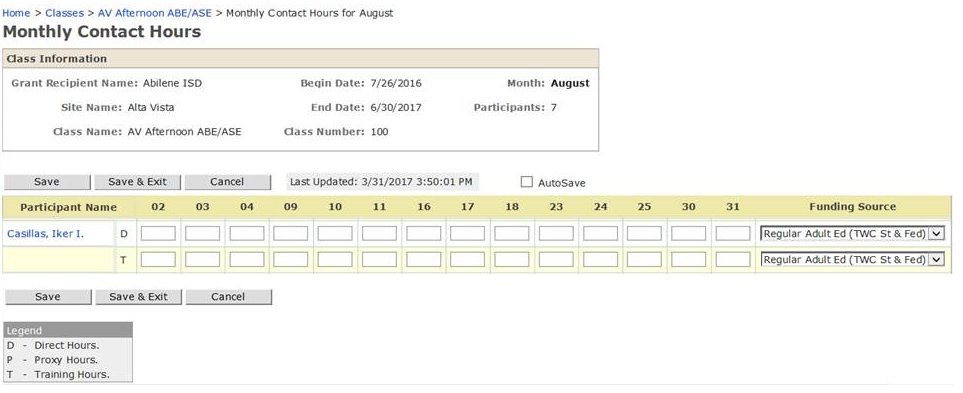 Home > Classes > AV Afternoon ABE/ASE > Monthly Contact Hours for August
Monthly Contact Hours
Class Information
Grant Recipient Name: Abilene ISD Begin Date: 7/26/2016 Month: August
Site Name: Alta Vista End Date: 6/30/2017 Participants: 7
Class Name: AV Afternoon ABE/ASE Class Number: 100
Save Save & Exit Cancel Last Updated: 3/31/2017 3:50:01 PM AutoSave
Participant Name 02 03 04 09 10 11 16 17 18 23 24 25 30 31 Funding Source
Casillas, Iker I. D Regular Adult Ed (TWC St & Fed)
T Regular Adult Ed (TWC St & Fed)
Save Save & Exit Cancel
Legend
D - Direct Hours.
P - Proxy Hours.
T - Training Hours.